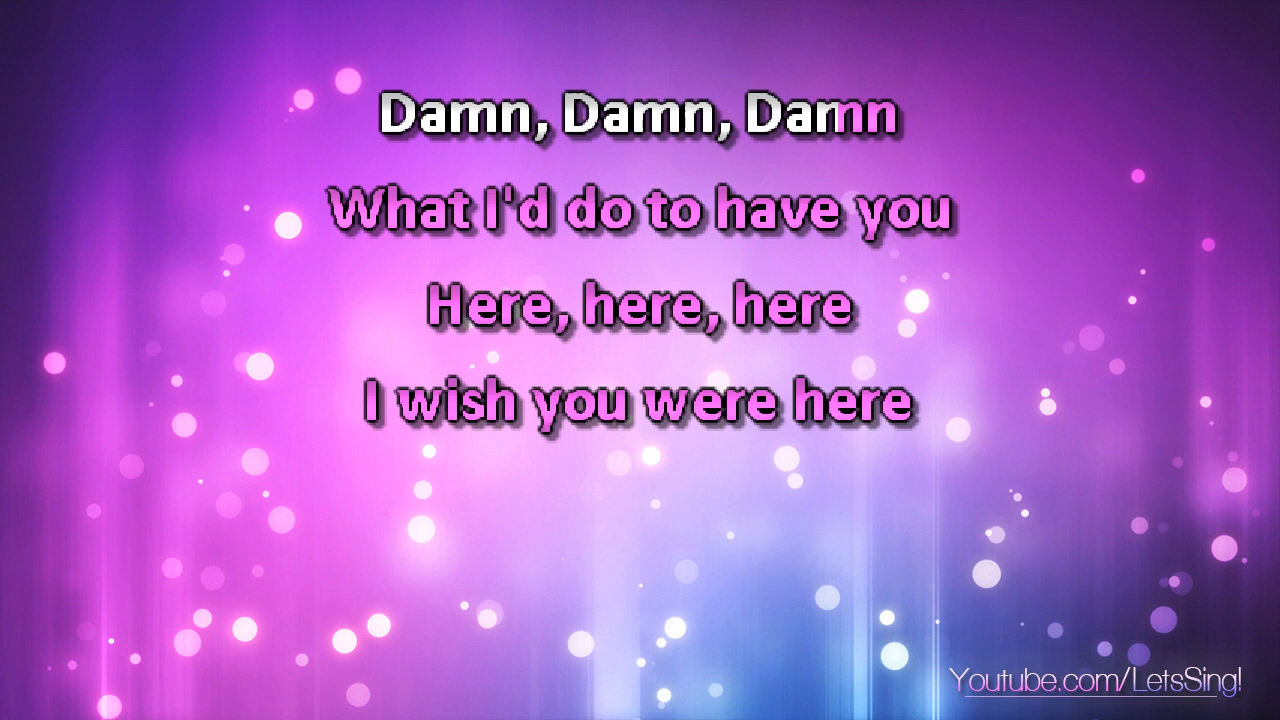 Damn, Damn, Damn
What I'd do to have you
Here, here, here
I wish you were here
Youtube.com/LetsSing!